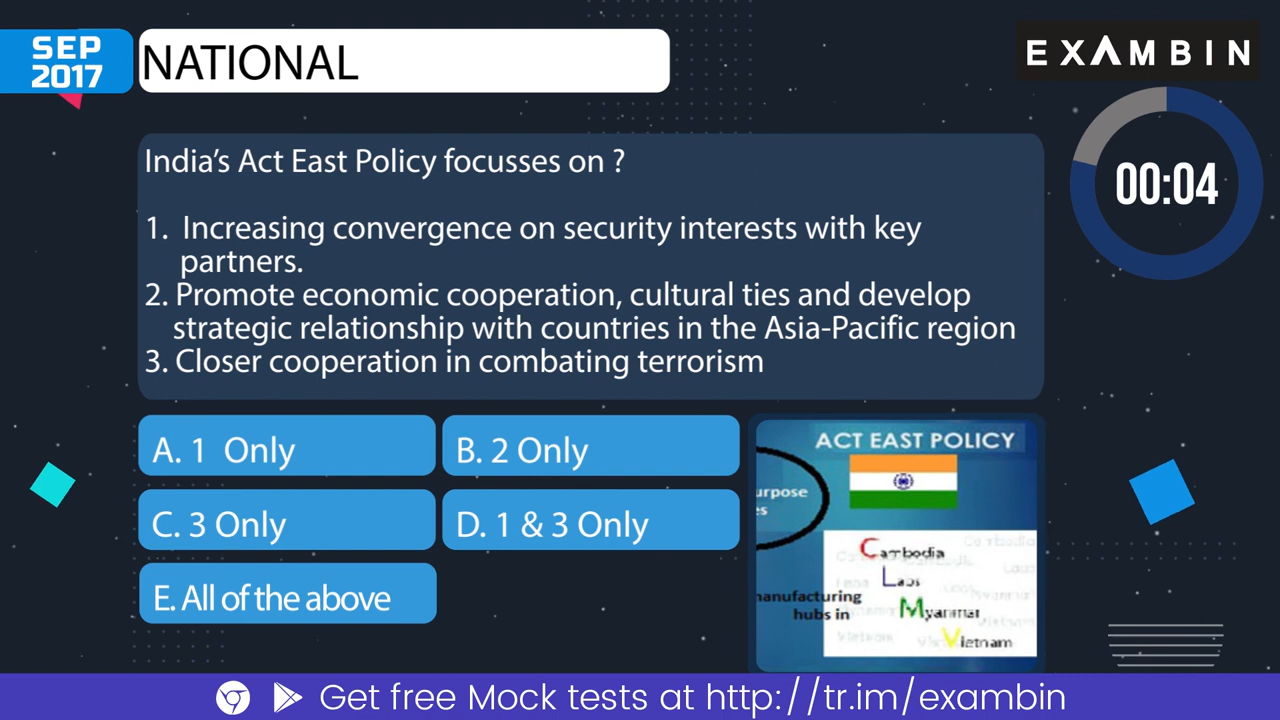 SEP
2017
NATIONAL
EXAMBIN
00:04
India's Act East Policy focusses on ?
1. Increasing convergence on security interests with key
partners.
2. Promote economic cooperation, cultural ties and develop
strategic relationship with countries in the Asia-Pacific region
3. Closer cooperation in combating terrorism
A. 1 Only
B. 2 Only
C. 3 Only
D. 1 & 3 Only
E. All of the above
ACT EAST POLICY
Cambodia
Laos
Myanmar
Vietnam
hubs in
Get free Mock tests at http://tr.im/exambin